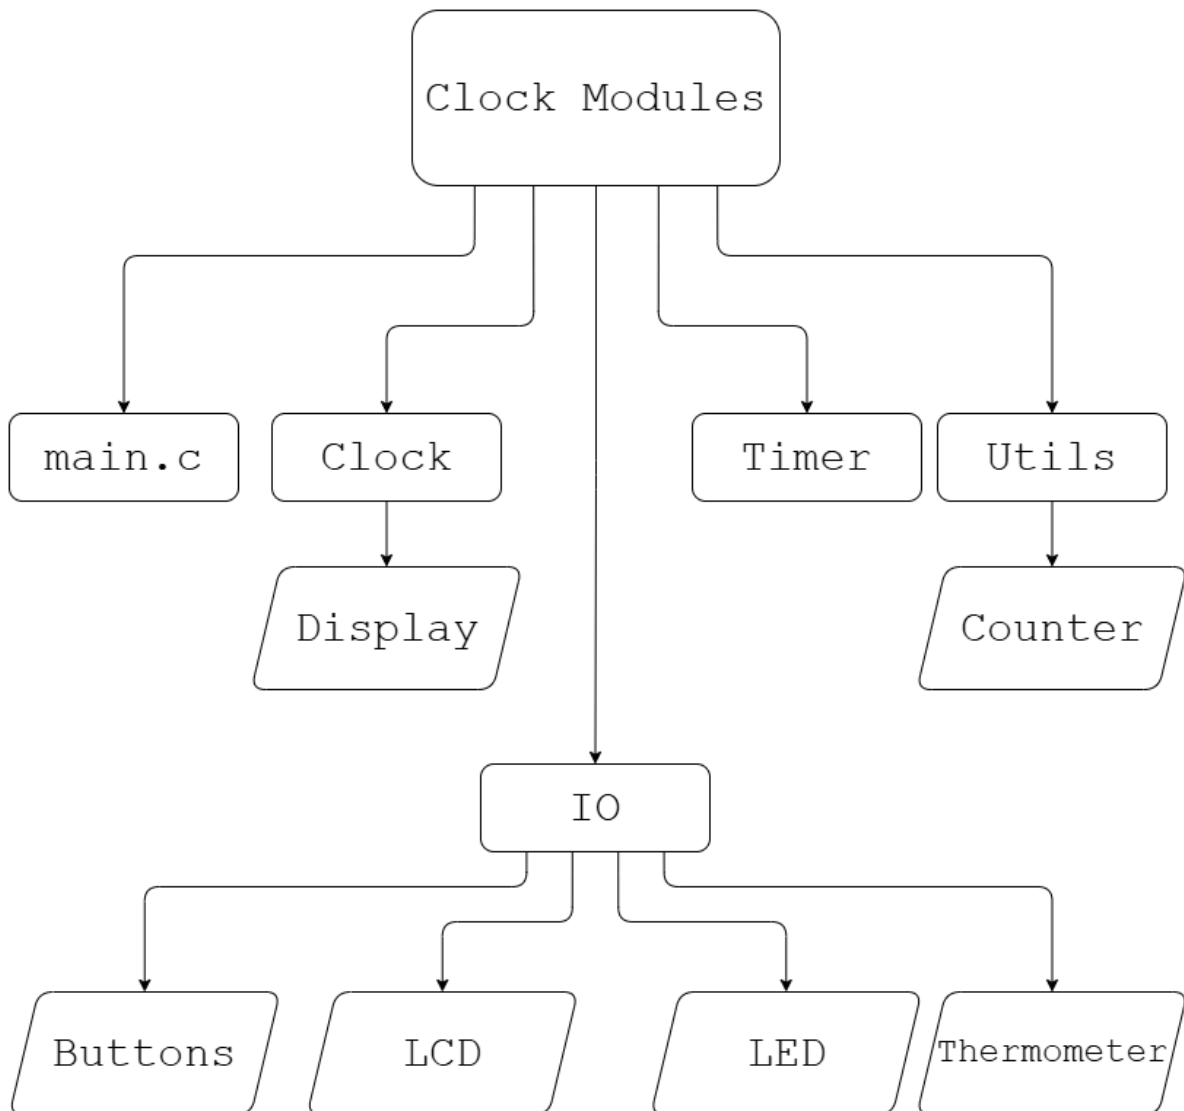 Clock Modules
main.c
Clock
Timer
Utils
Display
Counter
IO
Buttons
LCD
LED
Thermometer